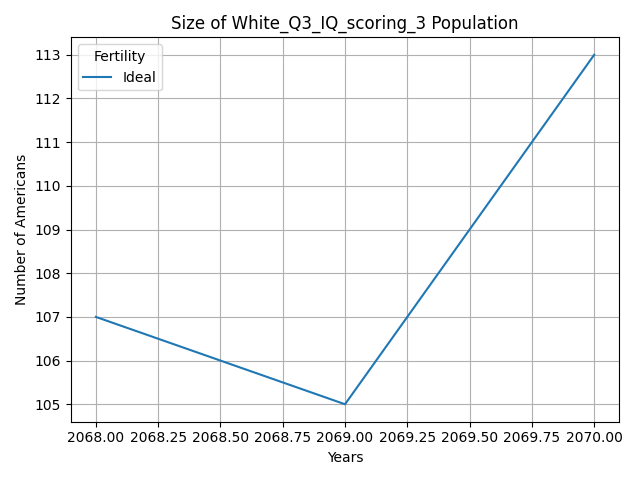 Size of White_Q3_IQ_scoring_3 Population
Fertility
Ideal
Number of Americans
113
112
111
110
109
108
107
106
105
2068.00 2068.25 2068.50 2068.75 2069.00 2069.25 2069.50 2069.75 2070.00
Years